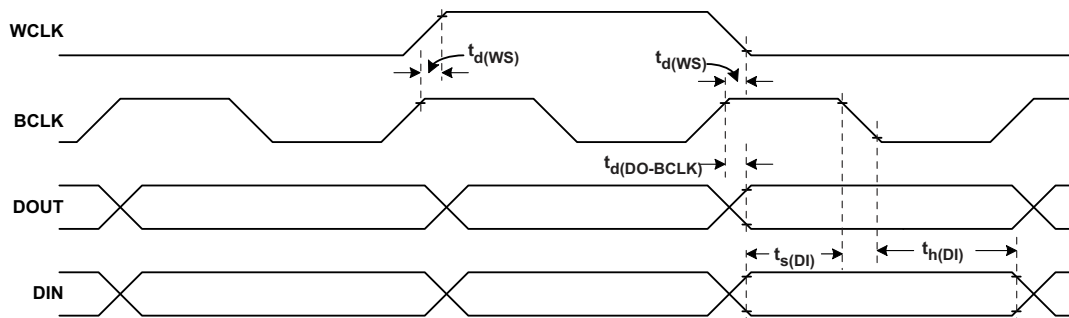 WCLK
t_d(WS)
t_d(WS)
BCLK
t_d(DO-BCLK)
DOUT
t_s(DI)
t_h(DI)
DIN